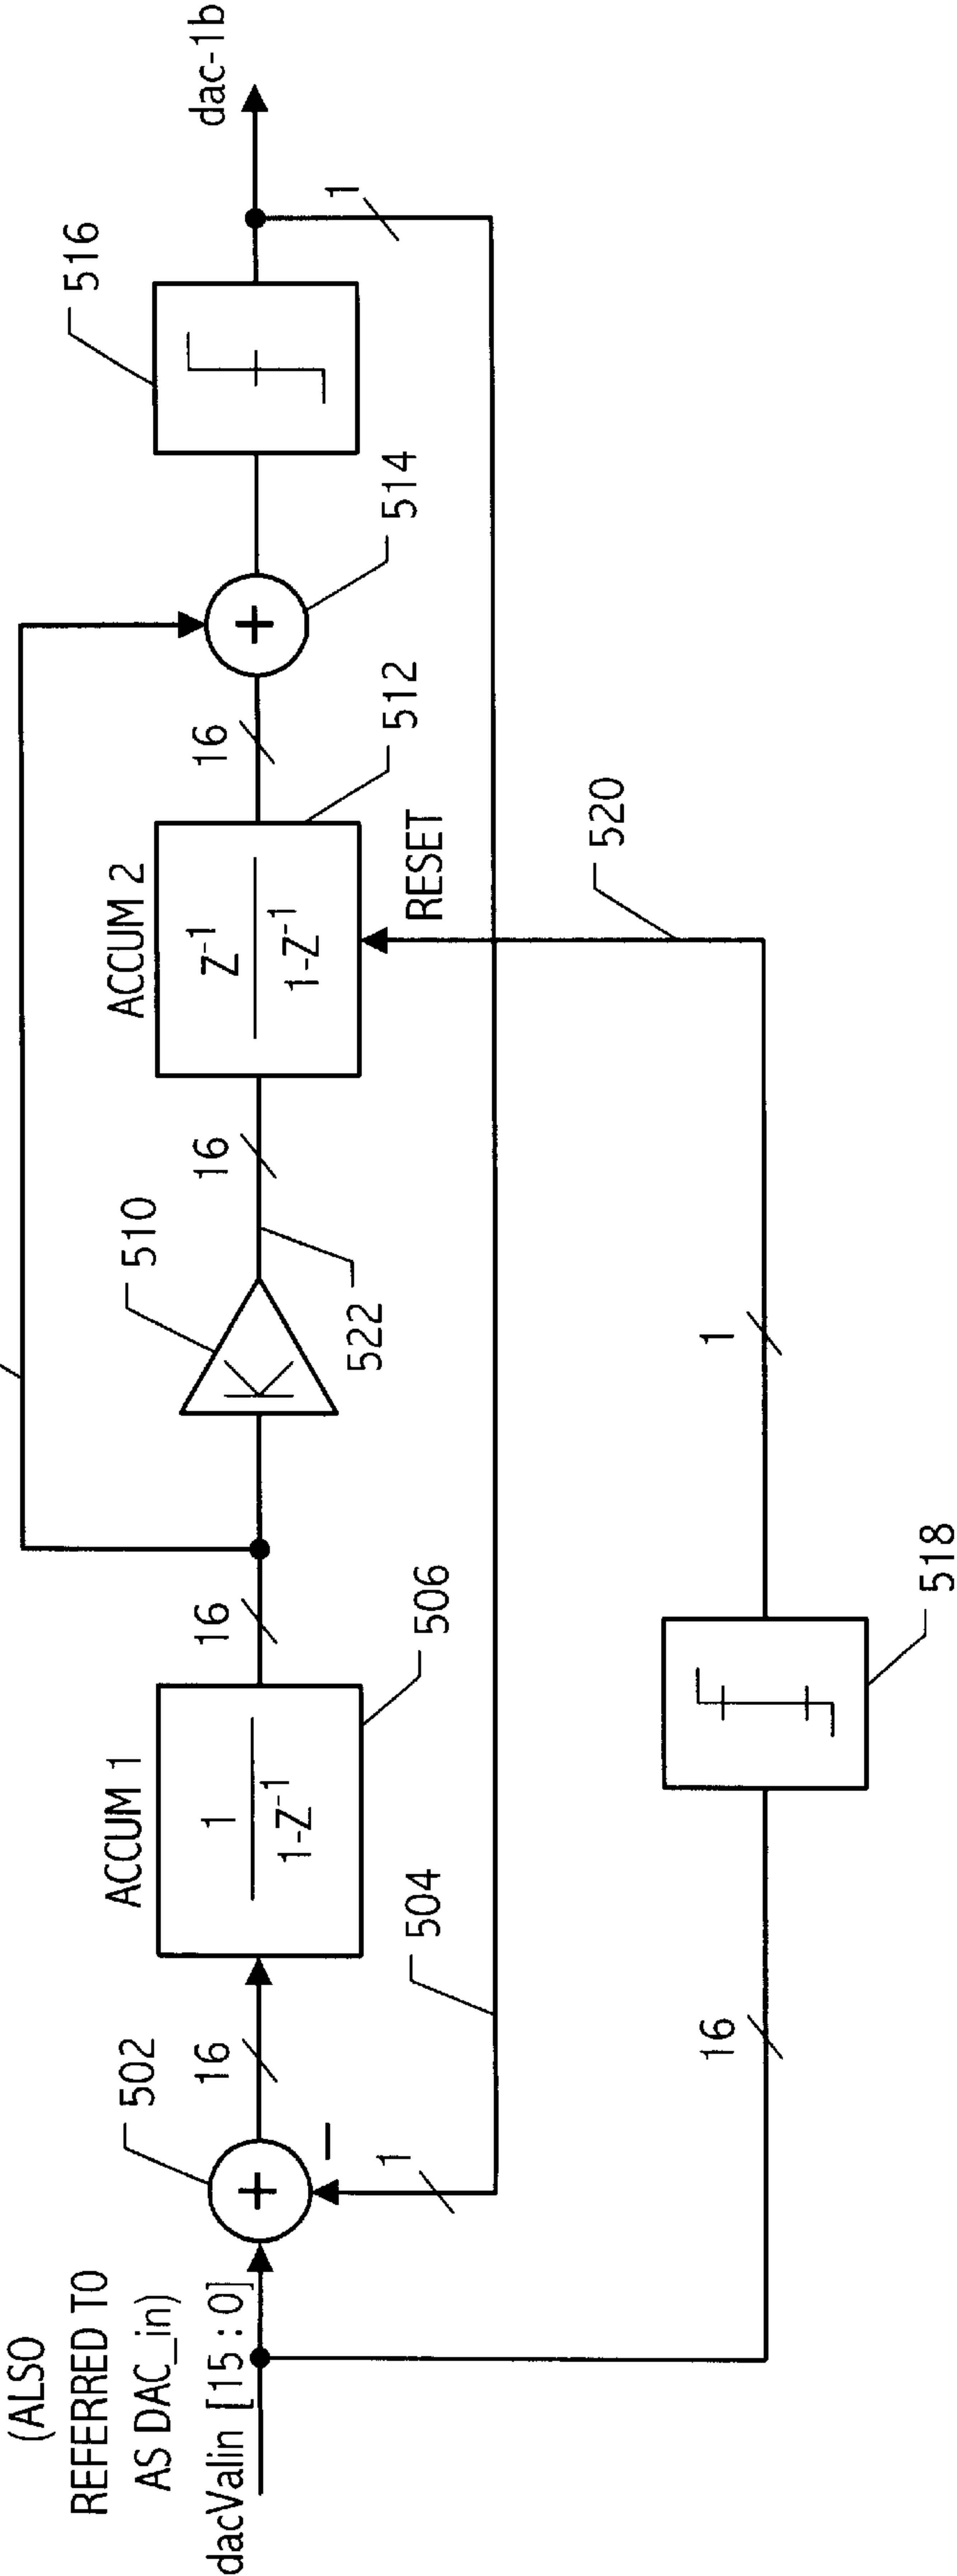 (ALSO
REFERRED TO
AS DAC_in)
dacValin [15 : 0]
502
+
−
1
16
504
ACCUM 1
1
1-Z-1
506
16
510
K
522
16
ACCUM 2
Z-1
1-Z-1
512
RESET
16
+
514
516
dac-1b
1
16
518
1
520